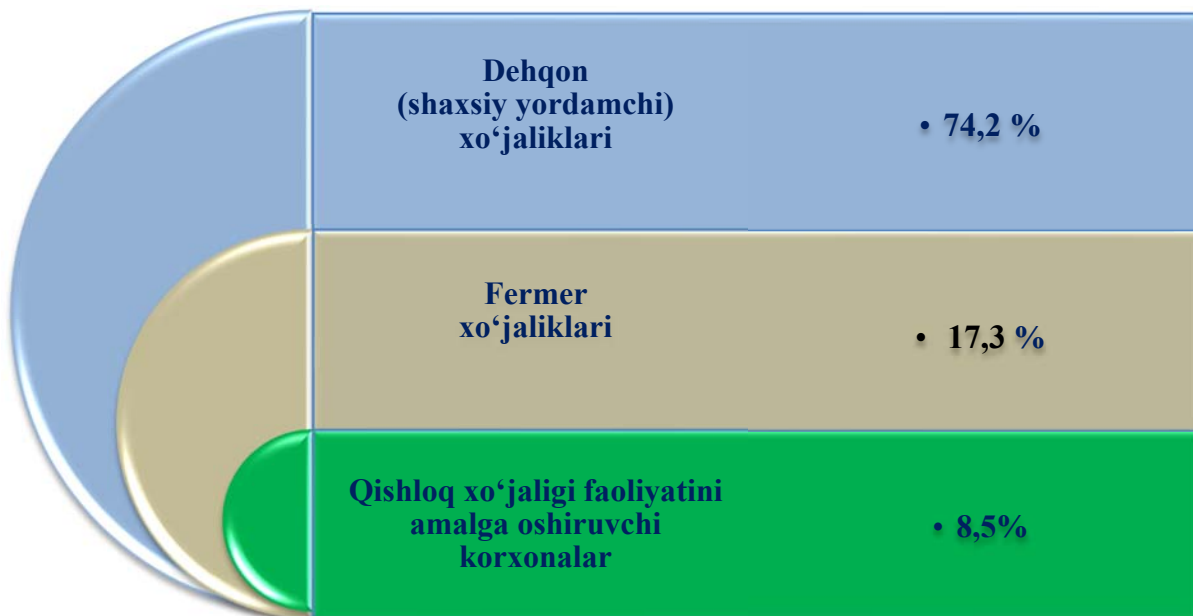 Dehqon
(shaxsiy yordamchi)
xo‘jaliklari
• 74,2 %
Fermer
xo‘jaliklari
• 17,3 %
Qishloq xo‘jaligi faoliyatini
amalga oshiruvchi
korxonalar
• 8,5%